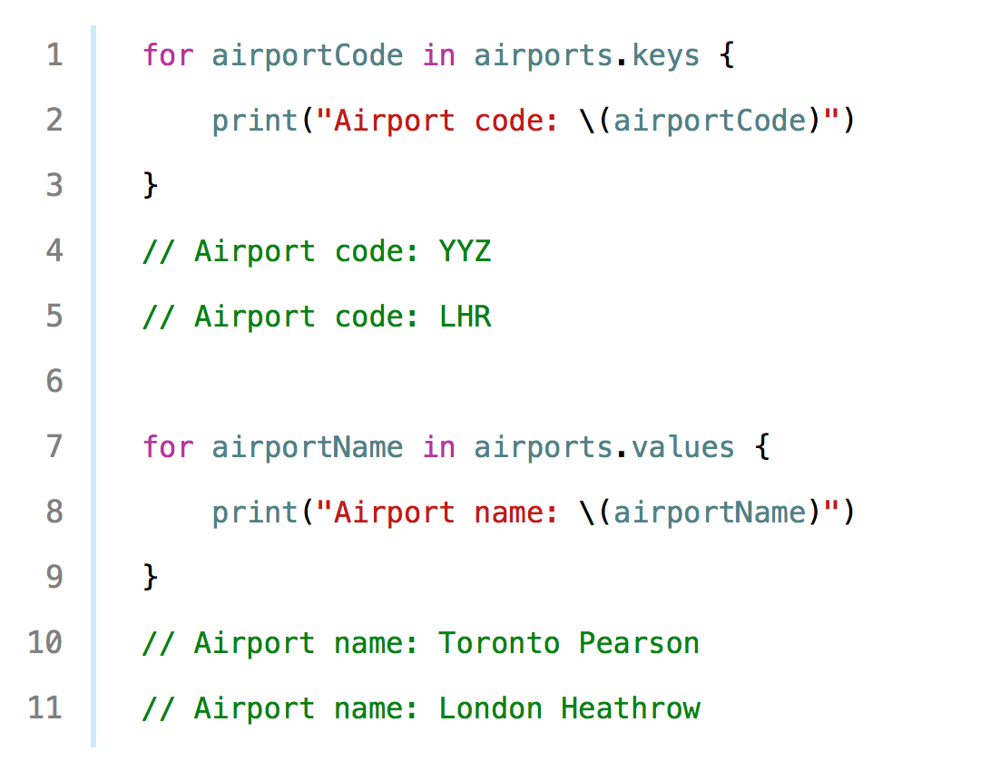 1 for airportCode in airports.keys {
2     print("Airport code: \(airportCode)")
3 }
4 // Airport code: YYZ
5 // Airport code: LHR
6
7 for airportName in airports.values {
8     print("Airport name: \(airportName)")
9 }
10 // Airport name: Toronto Pearson
11 // Airport name: London Heathrow